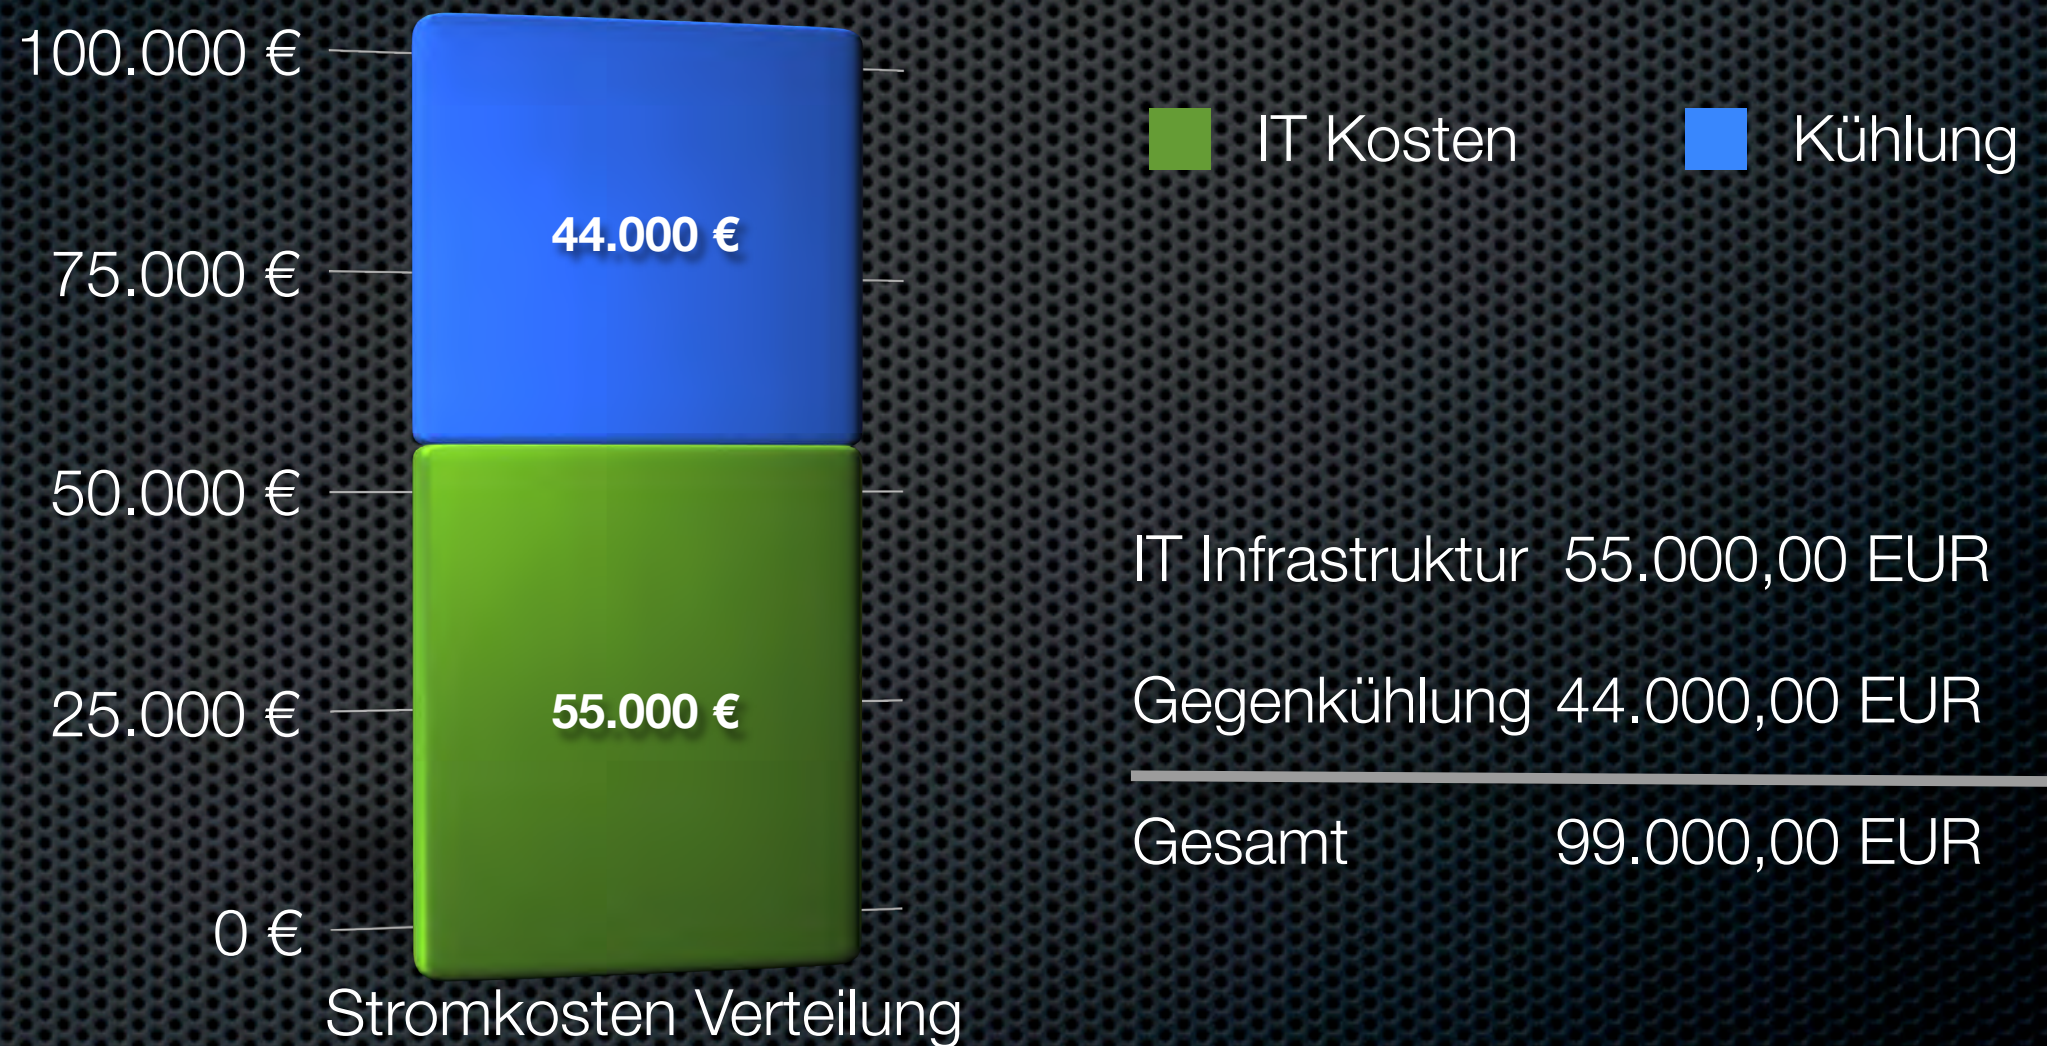 100.000 €
75.000 €
50.000 €
25.000 €
0 €
44.000 €
55.000 €
Stromkosten Verteilung
IT Kosten
Kühlung
IT Infrastruktur 55.000,00 EUR
Gegenkühlung 44.000,00 EUR
Gesamt 99.000,00 EUR